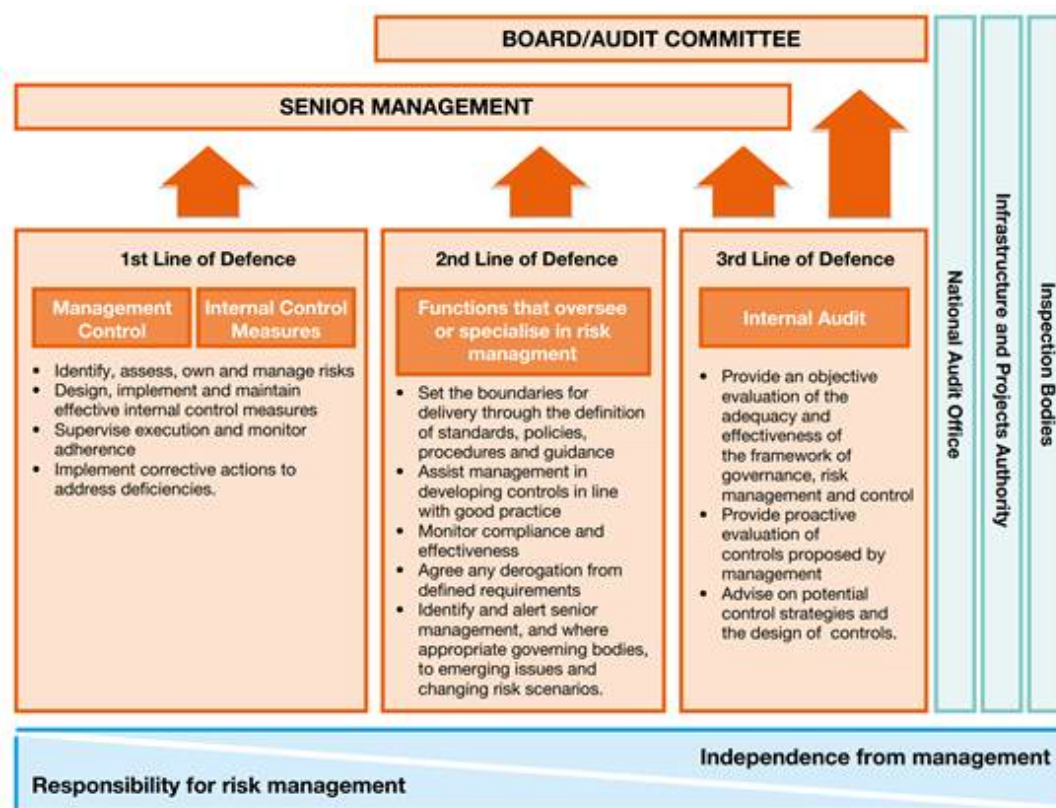 BOARD/AUDIT COMMITTEE
SENIOR MANAGEMENT
1st Line of Defence
Management
Control
Internal Control
Measures
• Identify, assess, own and manage risks
• Design, implement and maintain
effective internal control measures
• Supervise execution and monitor
adherence
• Implement corrective actions to
address deficiencies.
2nd Line of Defence
Functions that oversee
or specialise in risk
managment
• Set the boundaries for
delivery through the definition
of standards, policies,
procedures and guidance
• Assist management in
developing controls in line
with good practice
• Monitor compliance and
effectiveness
• Agree any derogation from
defined requirements
• Identify and alert senior
management, and where
appropriate governing bodies,
to emerging issues and
changing risk scenarios.
3rd Line of Defence
Internal Audit
• Provide an objective
evaluation of the
adequacy and
effectiveness of
the framework of
governance, risk
management and control
• Provide proactive
evaluation of
controls proposed by
management
• Advise on potential
control strategies and
the design of controls.
National Audit Office
Infrastructure and Projects Authority
Inspection Bodies
Independence from management
Responsibility for risk management